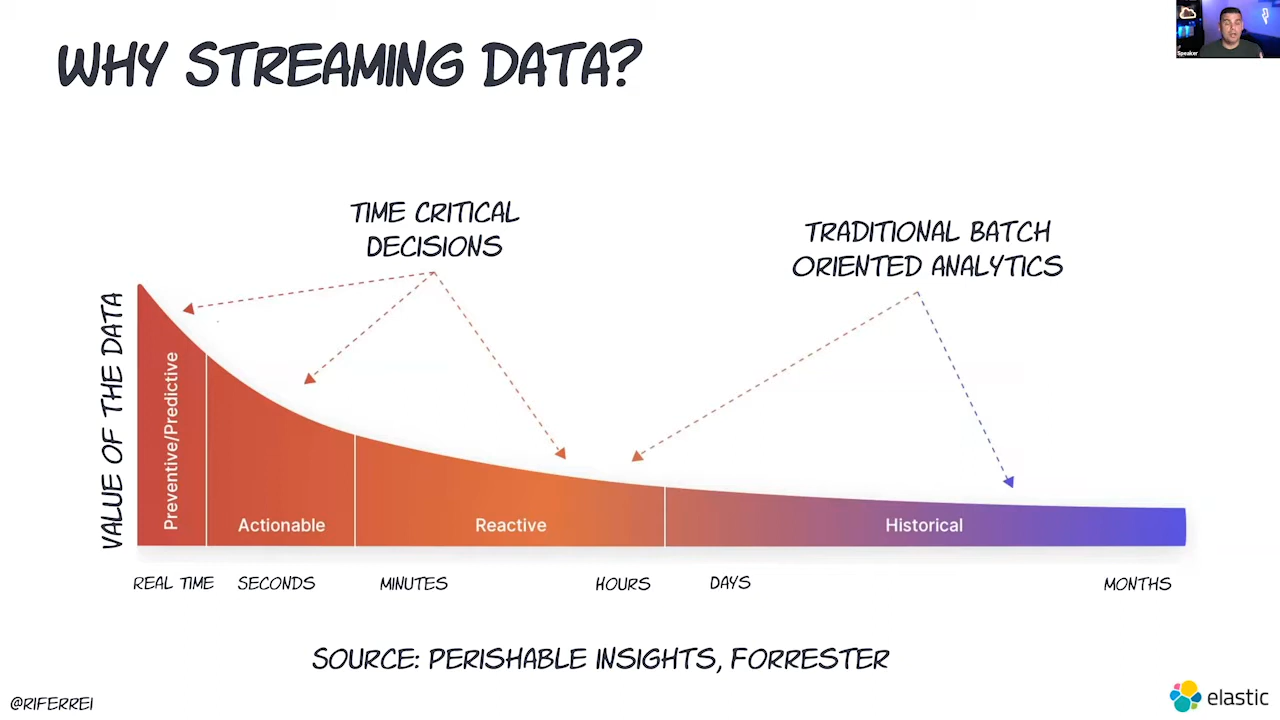 WHY STREAMING DATA?
Speaker
TIME CRITICAL
DECISIONS
TRADITIONAL BATCH
ORIENTED ANALYTICS
VALUE OF THE DATA
Preventive/Predictive
Actionable
Reactive
Historical
REAL TIME
SECONDS
MINUTES
HOURS
DAYS
MONTHS
SOURCE: PERISHABLE INSIGHTS, FORRESTER
@RIFERREI
elastic